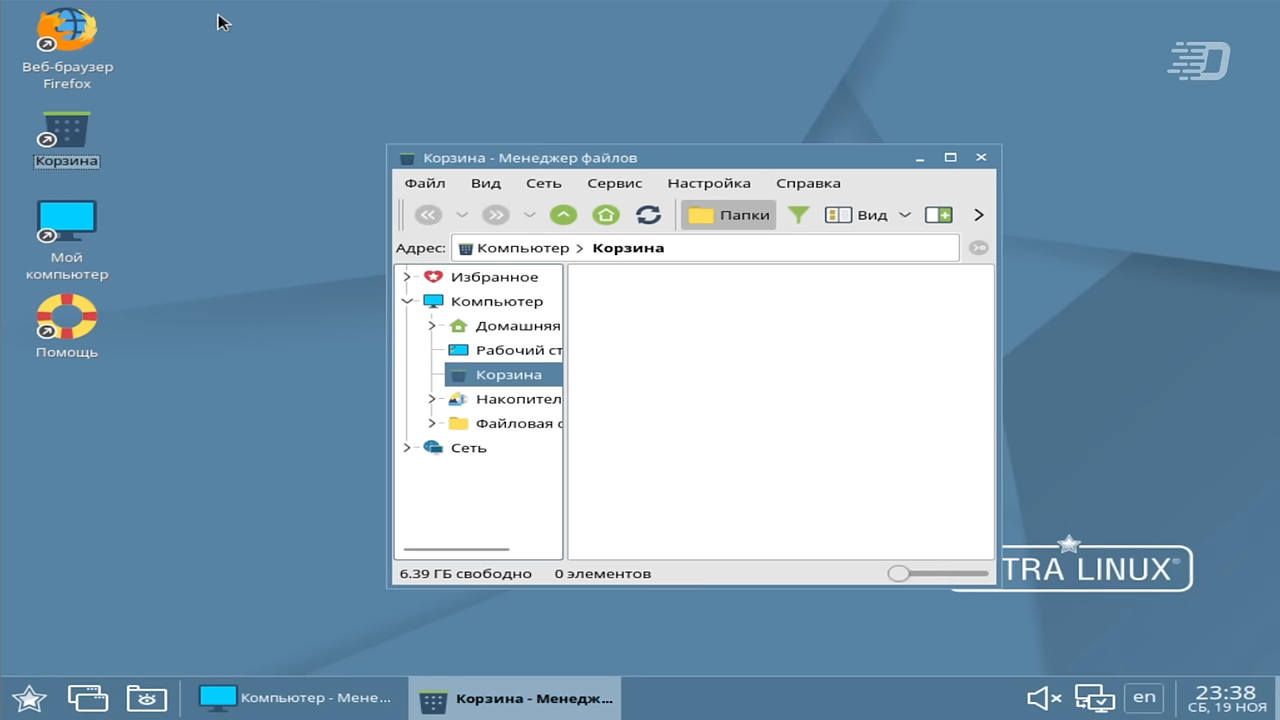 Веб-браузер
Firefox
Корзина
Мой
компьютер
Помощь
Корзина - Менеджер файлов
Файл Вид Сеть Сервис Настройка Справка
Папки Вид
Адрес: Компьютер > Корзина
Избранное
Компьютер
Домашняя
Рабочий ст
Корзина
Накопител
Файловая с
Сеть
6.39 ГБ свободно 0 элементов
TRA LINUX®
Компьютер - Мене...
Корзина - Менедж...
en
23:38
СБ, 19 НОЯ